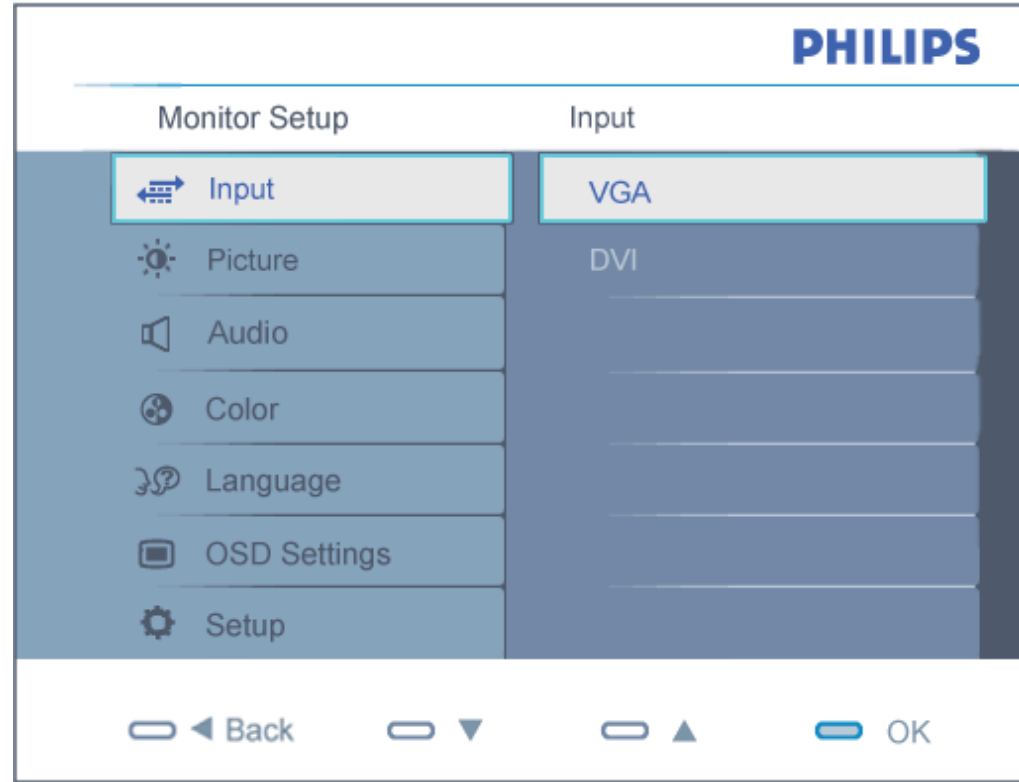 PHILIPS
Monitor Setup
Input
Input
VGA
Picture
DVI
Audio
Color
Language
OSD Settings
Setup
Back
OK